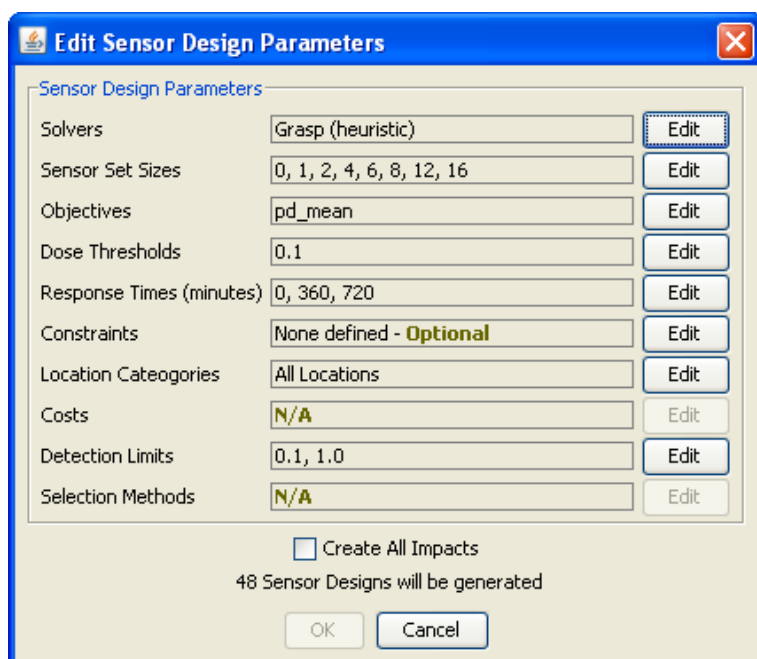 Edit Sensor Design Parameters
Sensor Design Parameters
Solvers Grasp (heuristic) Edit
Sensor Set Sizes 0, 1, 2, 4, 6, 8, 12, 16 Edit
Objectives pd_mean Edit
Dose Thresholds 0.1 Edit
Response Times (minutes) 0, 360, 720 Edit
Constraints None defined - Optional Edit
Location Cateogories All Locations Edit
Costs N/A Edit
Detection Limits 0.1, 1.0 Edit
Selection Methods N/A Edit
Create All Impacts
48 Sensor Designs will be generated
OK Cancel